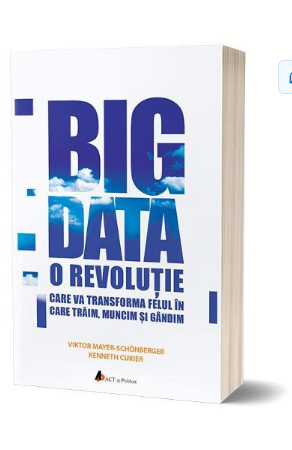 BIG
DATA
O REVOLUȚIE
CARE VA TRANSFORMA FELUL ÎN
CARE TRĂIM, MUNCIM ȘI GÂNDIM
VIKTOR MAYER-SCHÖNBERGER
KENNETH CUKIER
ACT și Politon